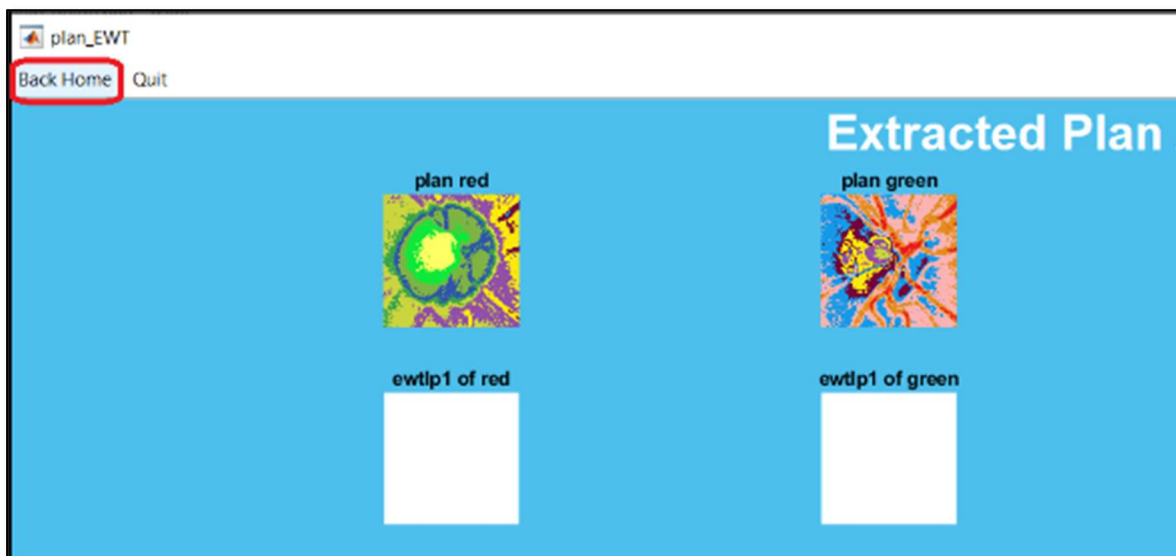 plan_EWT
Back Home Quit
Extracted Plan
plan red plan green
ewtlp1 of red ewtlp1 of green